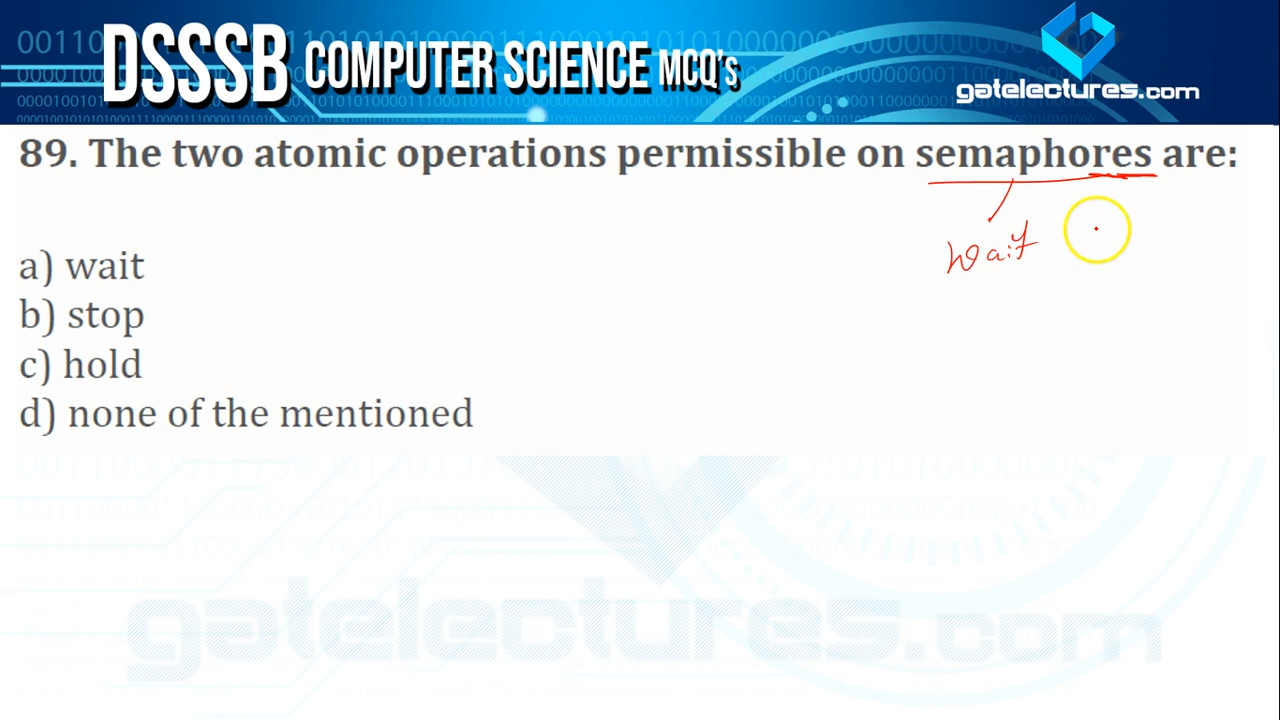 DSSSB COMPUTER SCIENCE MCQ's
gatelectures.com
89. The two atomic operations permissible on semaphores are:
wait
a) wait
b) stop
c) hold
d) none of the mentioned
gatelectures.com